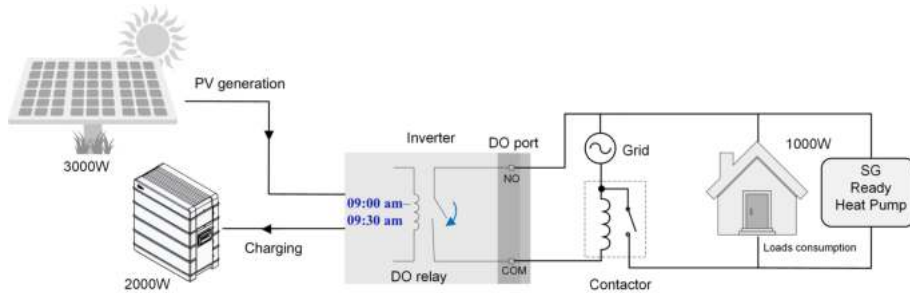 PV generation
3000W
Inverter
DO port
NO
Grid
1000W
SG
Ready
Heat Pump
09:00 am
09:30 am
Charging
2000W
DO relay
COM
Contactor
Loads consumption